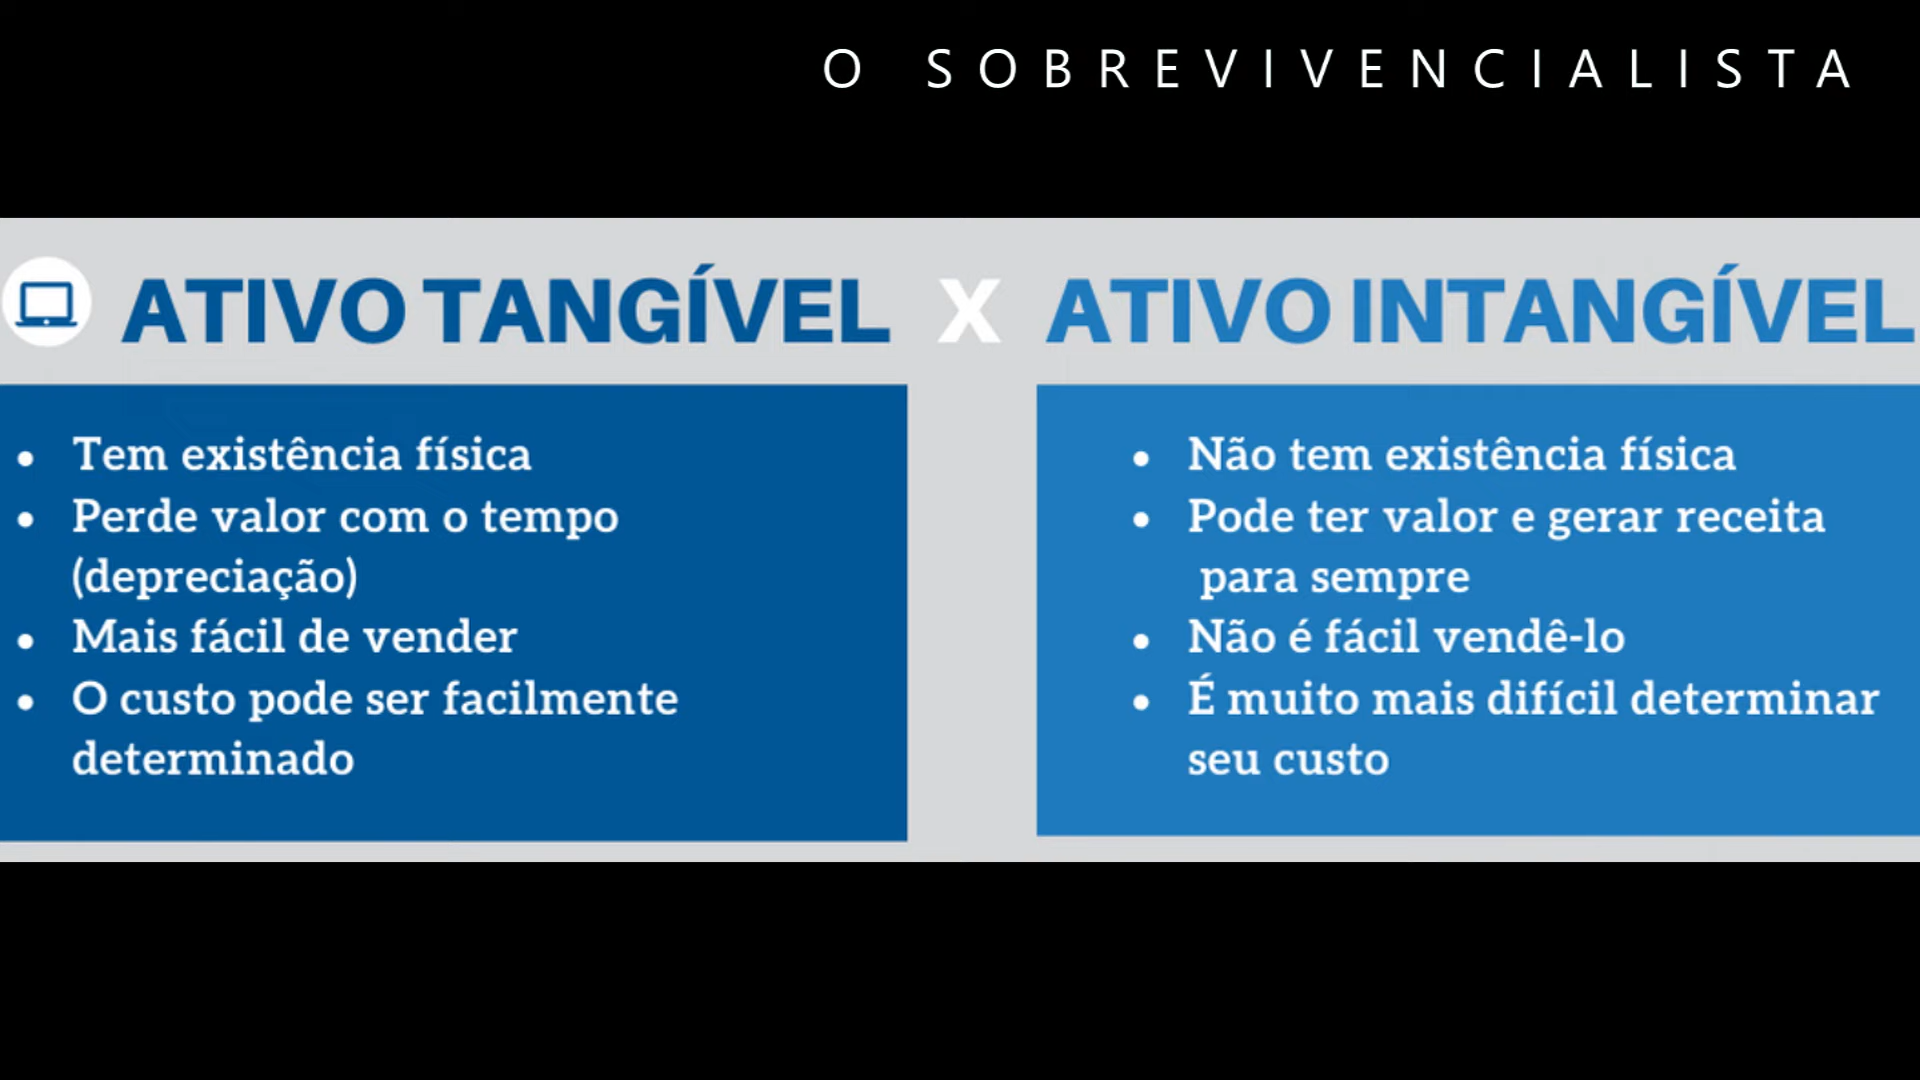 O SOBREVIVENCIALISTA
ATIVO TANGÍVEL X ATIVO INTANGÍVEL
• Tem existência física
• Perde valor com o tempo
(depreciação)
• Mais fácil de vender
• O custo pode ser facilmente
determinado
• Não tem existência física
• Pode ter valor e gerar receita
para sempre
• Não é fácil vendê-lo
• É muito mais difícil determinar
seu custo